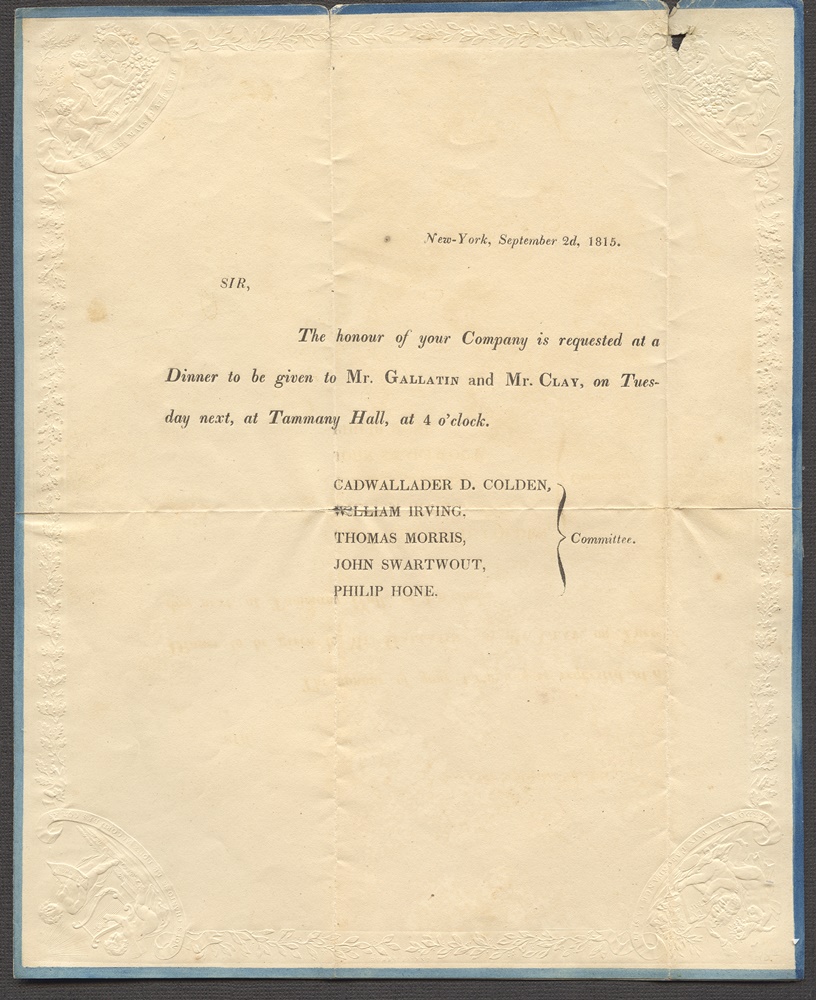 New-York, September 2d, 1815.
SIR,
The honour of your Company is requested at a
Dinner to be given to Mr. GALLATIN and Mr. CLAY, on Tues-
day next, at Tammany Hall, at 4 o'clock.
CADWALLADER D. COLDEN,
WILLIAM IRVING,
THOMAS MORRIS,
JOHN SWARTWOUT,
PHILIP HONE.
Committee.